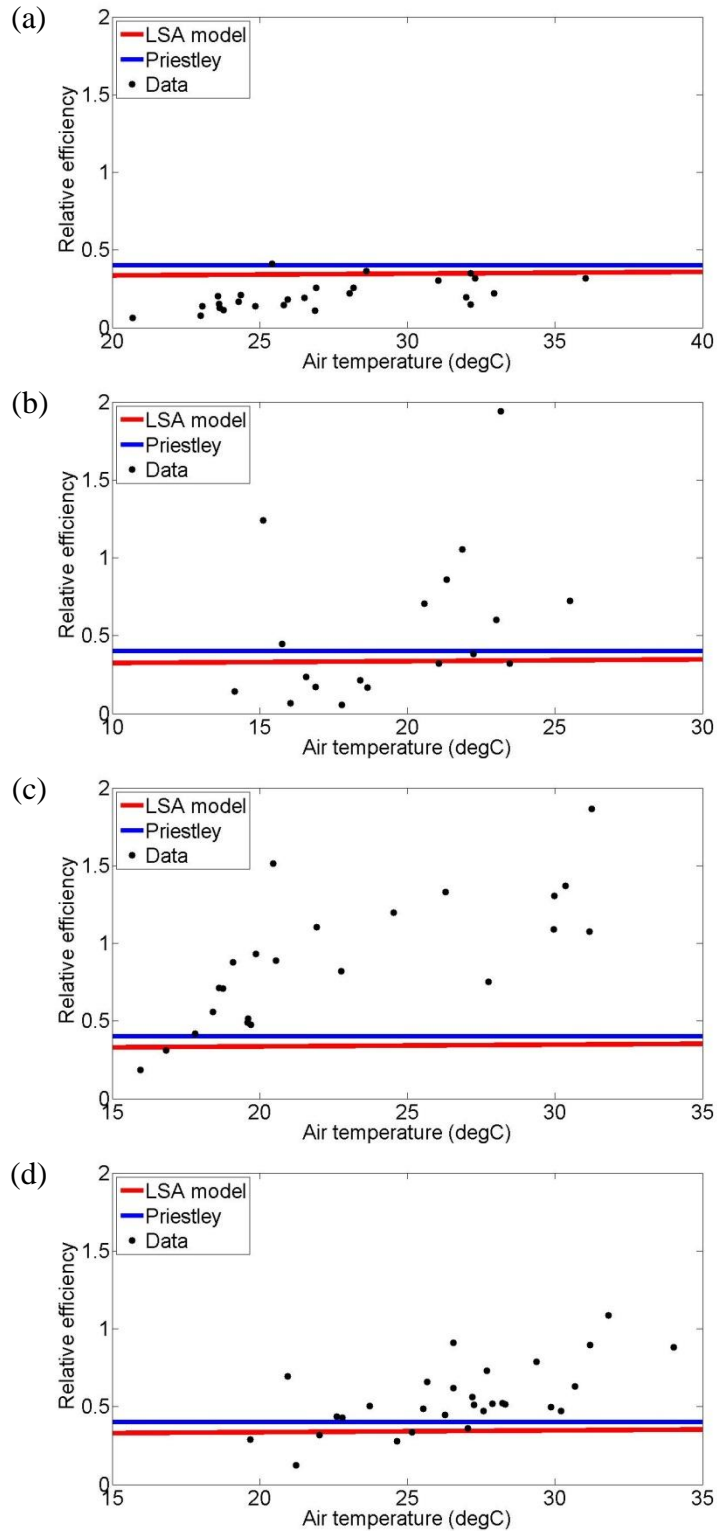 (a)
2
1.5
1
0.5
0
Relative efficiency
LSA model
Priestley
Data
20 25 30 35 40
Air temperature (degC)
(b)
2
1.5
1
0.5
0
Relative efficiency
LSA model
Priestley
Data
10 15 20 25 30
Air temperature (degC)
(c)
2
1.5
1
0.5
0
Relative efficiency
LSA model
Priestley
Data
15 20 25 30 35
Air temperature (degC)
(d)
2
1.5
1
0.5
0
Relative efficiency
LSA model
Priestley
Data
15 20 25 30 35
Air temperature (degC)